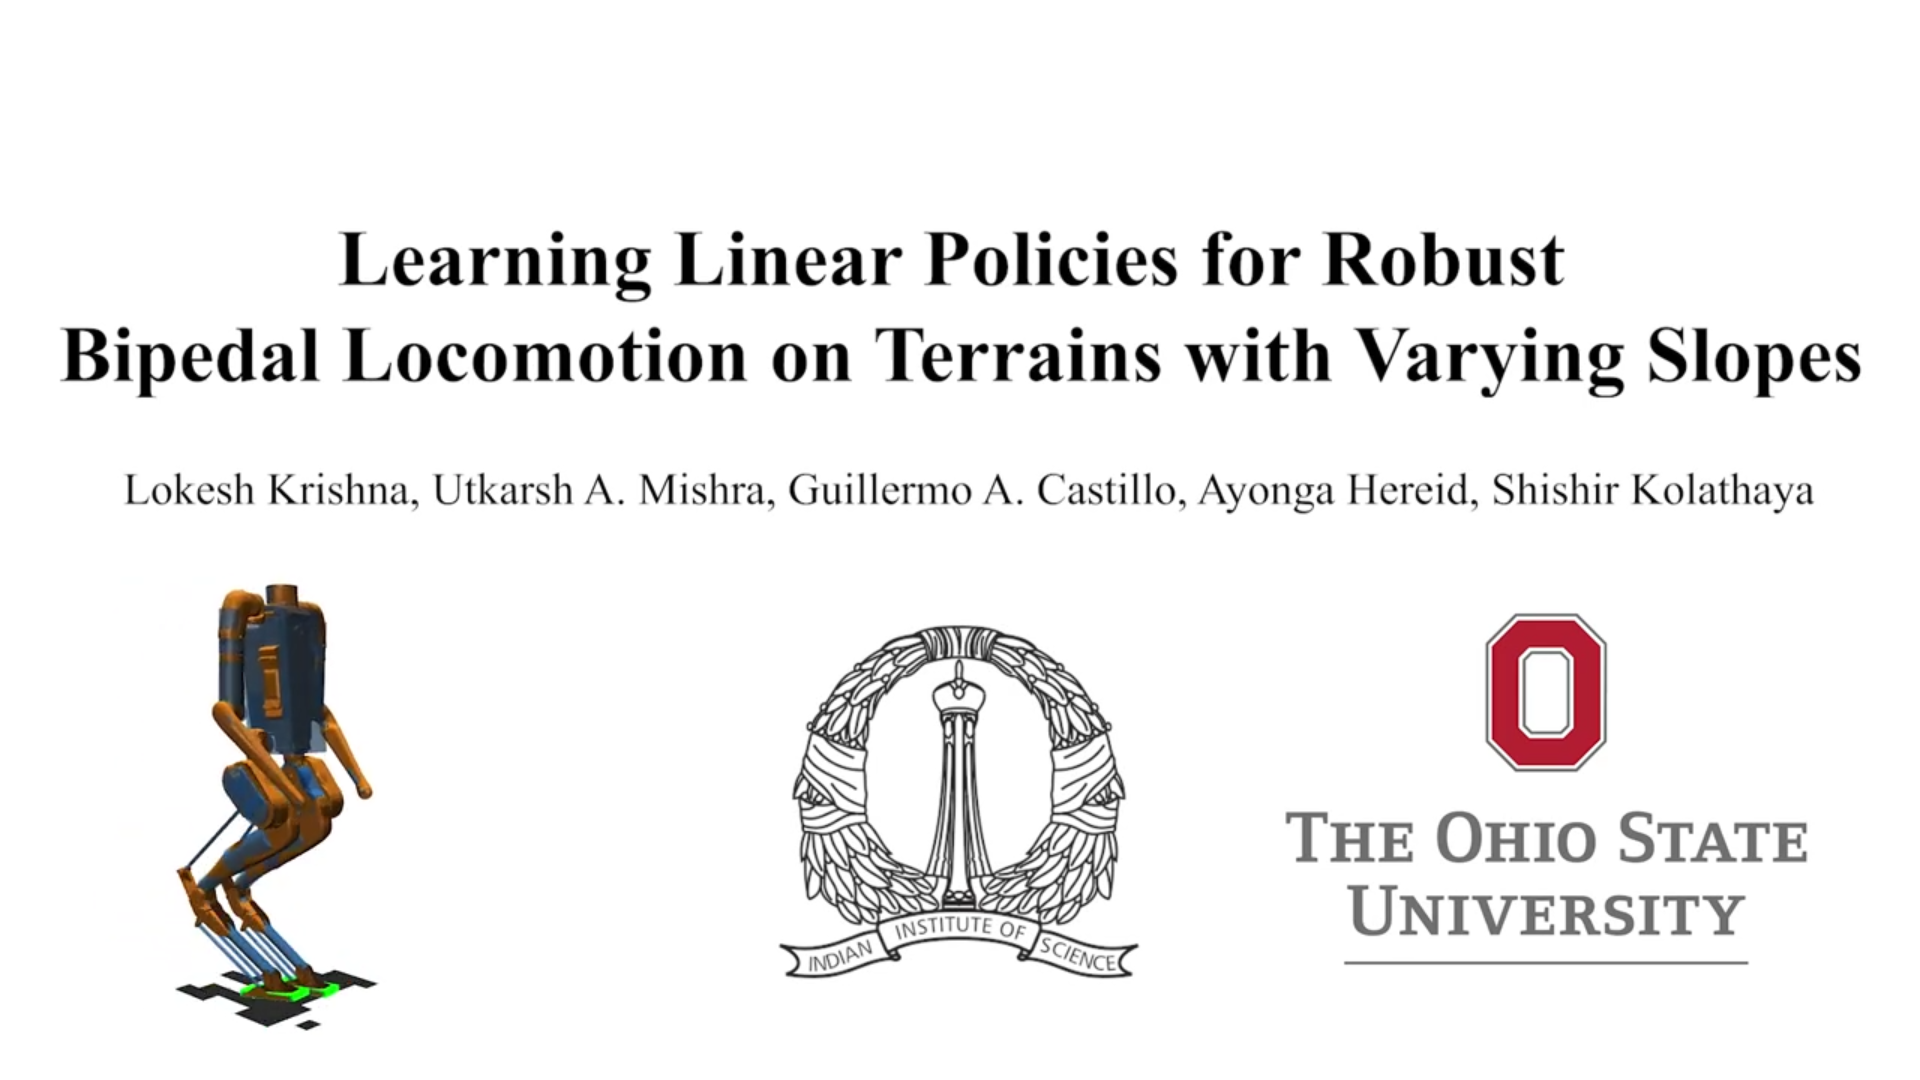 Learning Linear Policies for Robust
Bipedal Locomotion on Terrains with Varying Slopes
Lokesh Krishna, Utkarsh A. Mishra, Guillermo A. Castillo, Ayonga Hereid, Shishir Kolathaya
INDIAN INSTITUTE OF SCIENCE
O
THE OHIO STATE
UNIVERSITY